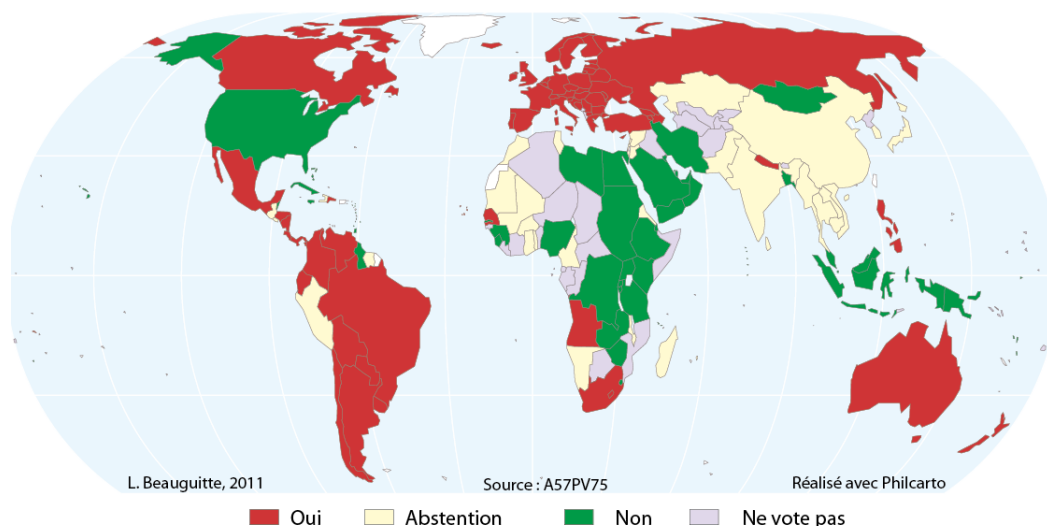 L. Beauguitte, 2011 Source : A57PV75 Réalisé avec Philcarto
Oui Abstention Non Ne vote pas